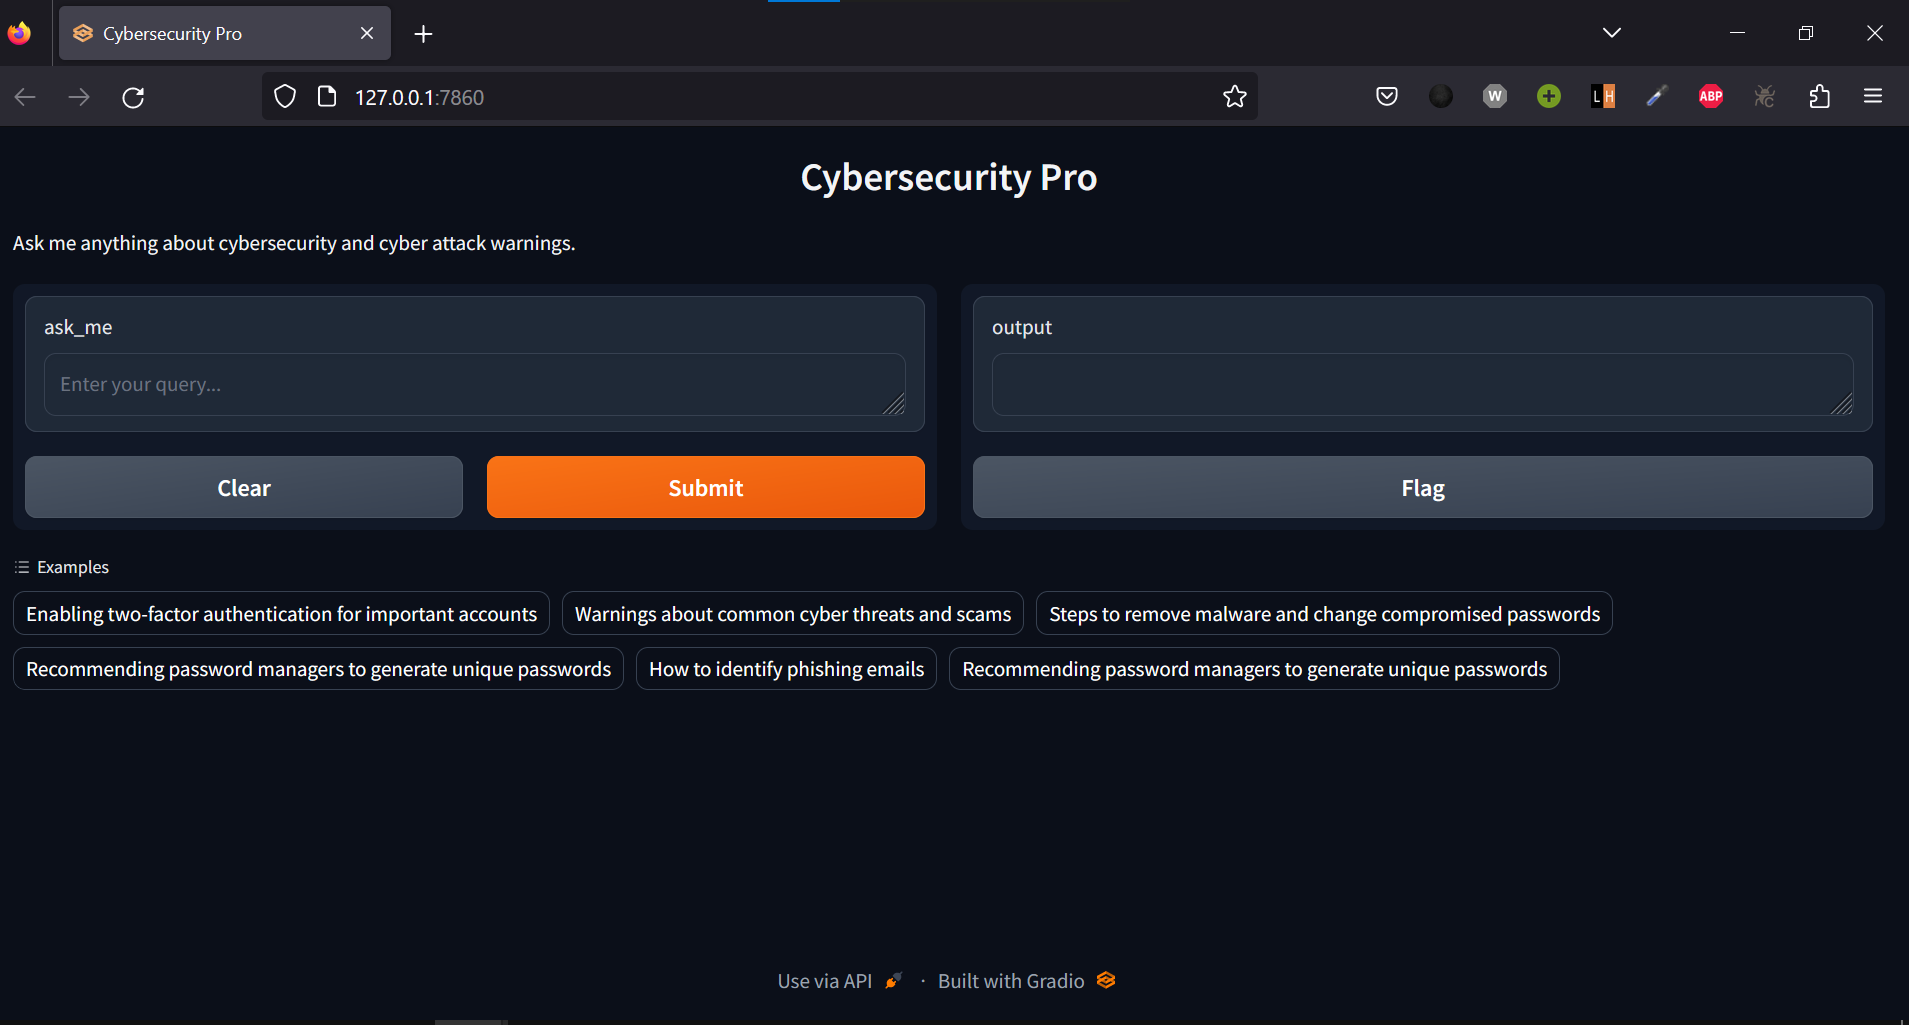 Cybersecurity Pro
127.0.0.1:7860
W
LH
ABP
C
Cybersecurity Pro
Ask me anything about cybersecurity and cyber attack warnings.
ask_me
output
Enter your query...
Clear
Submit
Flag
Examples
Enabling two-factor authentication for important accounts
Warnings about common cyber threats and scams
Steps to remove malware and change compromised passwords
Recommending password managers to generate unique passwords
How to identify phishing emails
Recommending password managers to generate unique passwords
Use via API · Built with Gradio